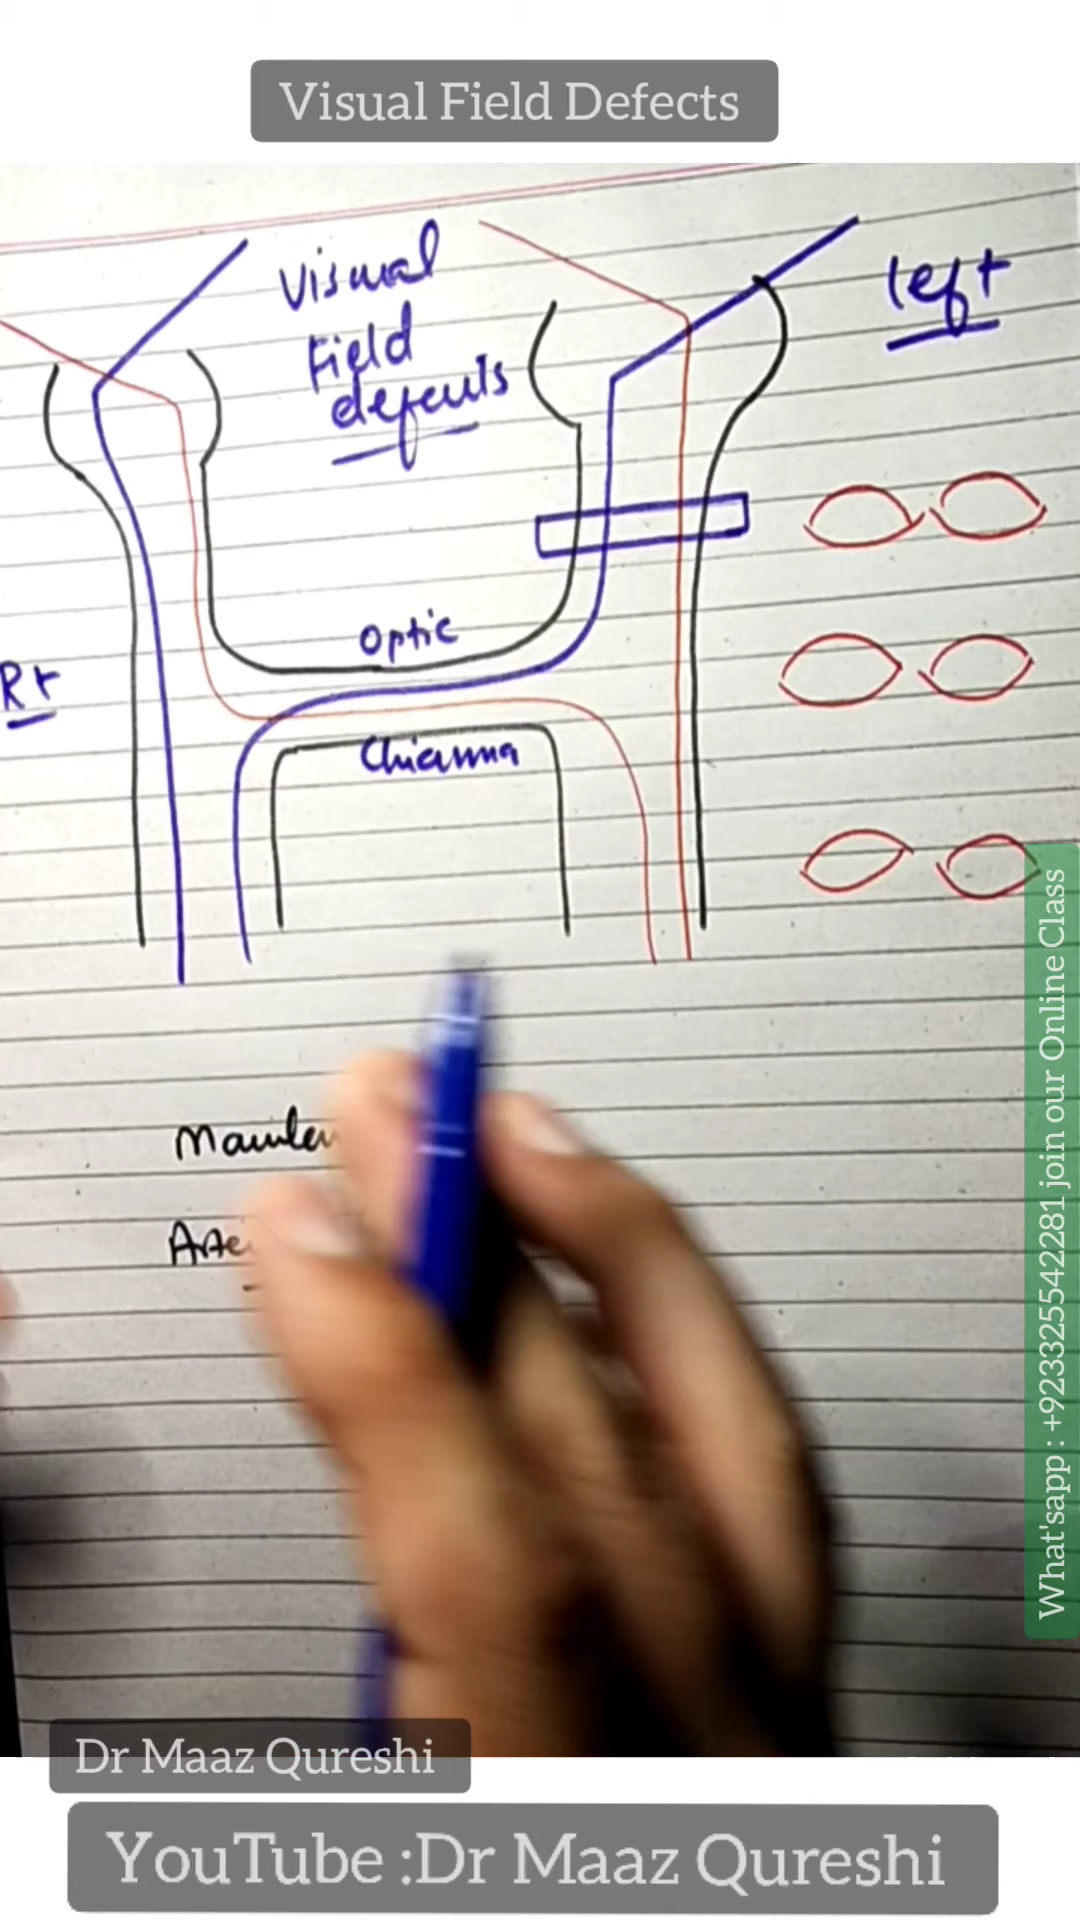 Visual Field Defects
Visual
Field
defects
left
Optic
Rt
Chiasma
What'sapp : +923325542281 join our Online Class
Dr Maaz Qureshi
YouTube :Dr Maaz Qureshi